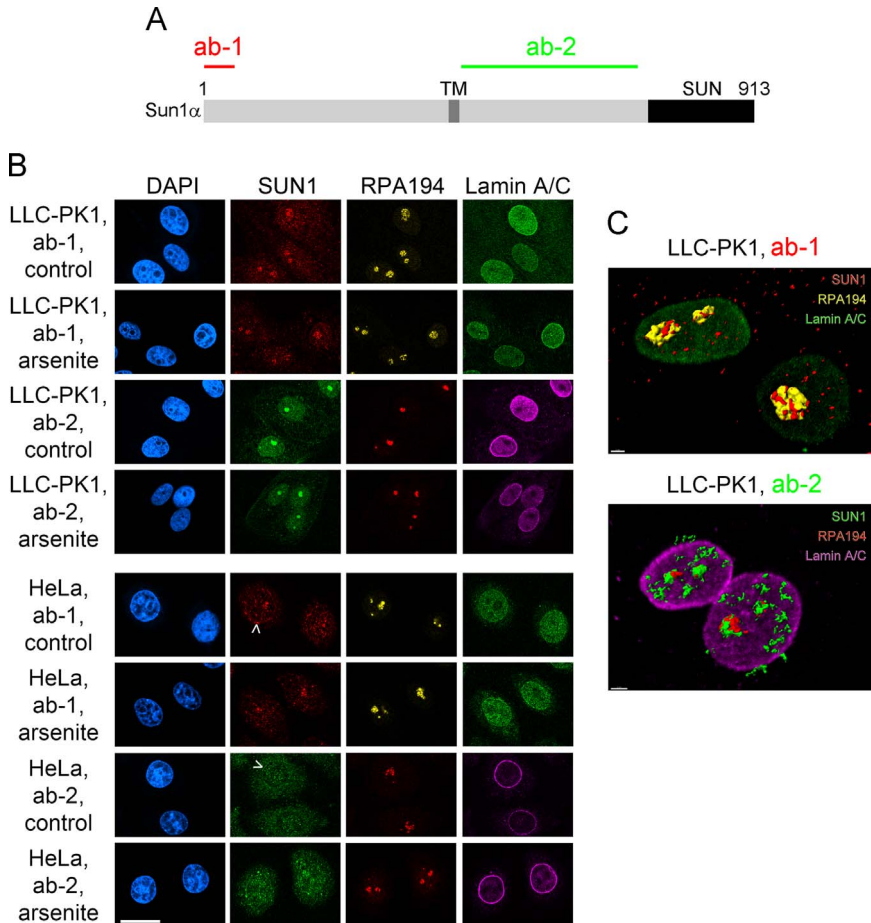 A
ab-1 ab-2
1 TM SUN 913
Sun1α
B
DAPI SUN1 RPA194 Lamin A/C
LLC-PK1,
ab-1,
control
LLC-PK1,
ab-1,
arsenite
LLC-PK1,
ab-2,
control
LLC-PK1,
ab-2,
arsenite
HeLa,
ab-1,
control
HeLa,
ab-1,
arsenite
HeLa,
ab-2,
control
HeLa,
ab-2,
arsenite
C
LLC-PK1, ab-1
SUN1
RPA194
Lamin A/C
LLC-PK1, ab-2
SUN1
RPA194
Lamin A/C